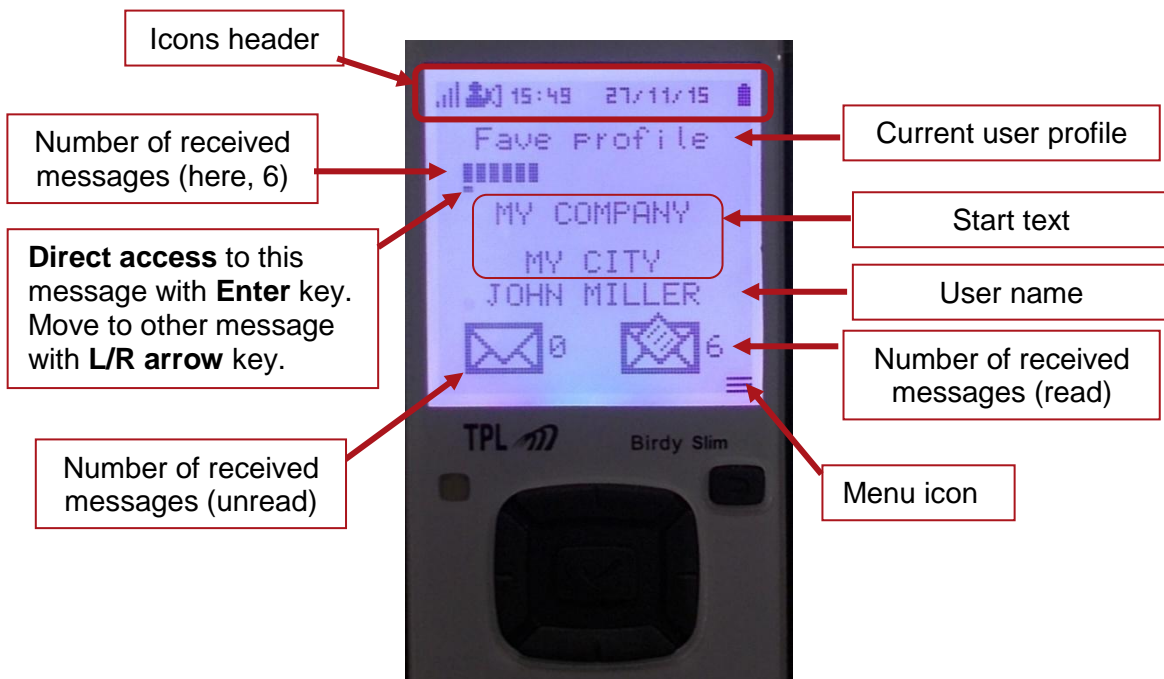 Icons header
15:49 27/11/15
Fave profile
Current user profile
Number of received
messages (here, 6)
MY COMPANY
MY CITY
Start text
Direct access to this
message with Enter key.
Move to other message
with L/R arrow key.
JOHN MILLER
User name
0
6
Number of received
messages (read)
TPL
Birdy Slim
Number of received
messages (unread)
Menu icon